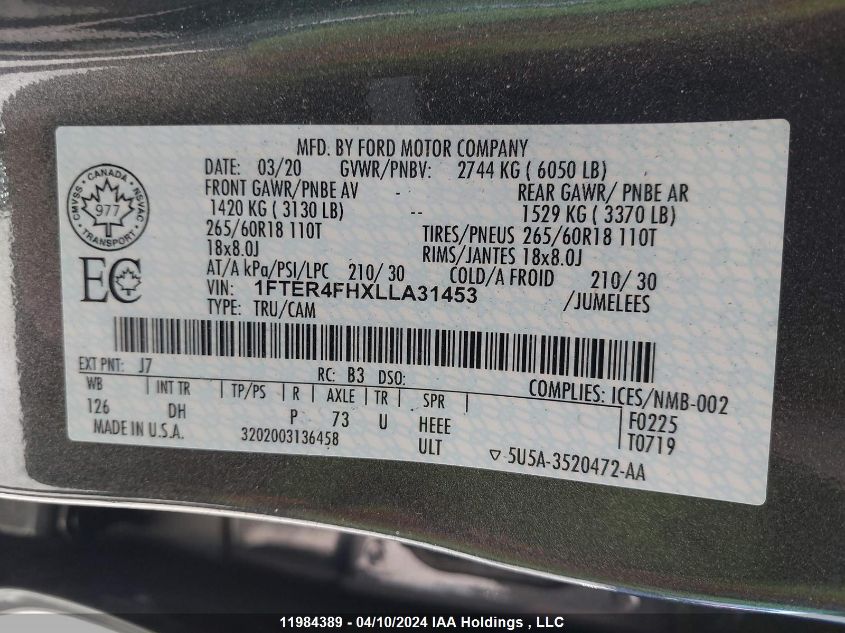 MFD. BY FORD MOTOR COMPANY
DATE: 03/20 GVWR/PNBV: 2744 KG ( 6050 LB)
FRONT GAWR/PNBE AV - REAR GAWR/ PNBE AR
1420 KG ( 3130 LB) -- 1529 KG ( 3370 LB)
265/60R18 110T TIRES/PNEUS 265/60R18 110T
18x8.0J RIMS/JANTES 18x8.0J
AT/A kPa/PSI/LPC 210/ 30 COLD/A FROID 210/ 30
VIN: 1FTER4FHXLLA31453 /JUMELEES
TYPE: TRU/CAM
CANADA
CMVSS NSVAC
977
TRANSPORT
EC
EXT PNT: J7 RC: B3 DSO: COMPLIES: ICES/NMB-002
WB INT TR TP/PS R AXLE TR SPR F0225
126 DH P 73 U HEEE T0719
MADE IN U.S.A. 3202003136458 ULT 5U5A-3520472-AA
11984389 - 04/10/2024 IAA Holdings , LLC